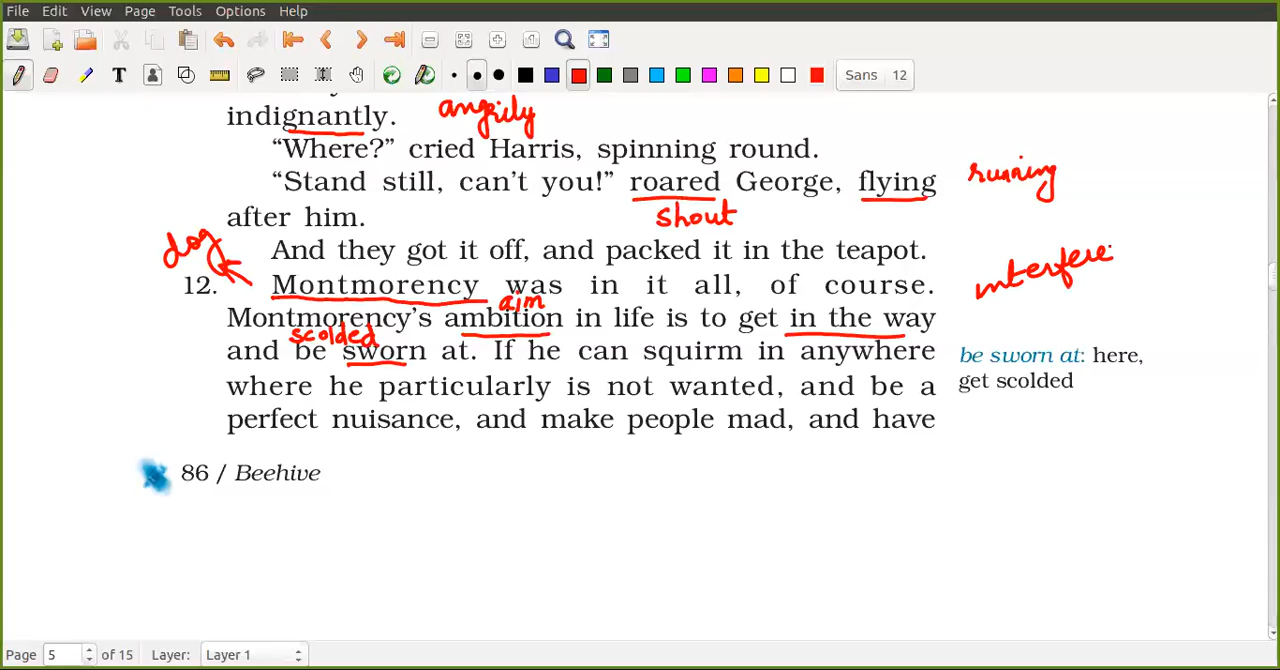 File Edit View Page Tools Options Help
Sans 12
indignantly. angrily
“Where?” cried Harris, spinning round.
“Stand still, can't you!” roared George, flying running
after him. shout
And they got it off, and packed it in the teapot.
dog
12. Montmorency was in it all, of course. interfere
aim
Montmorency's ambition in life is to get in the way
scolded
and be sworn at. If he can squirm in anywhere be sworn at: here,
where he particularly is not wanted, and be a get scolded
perfect nuisance, and make people mad, and have
86 / Beehive
Page 5 of 15 Layer: Layer 1